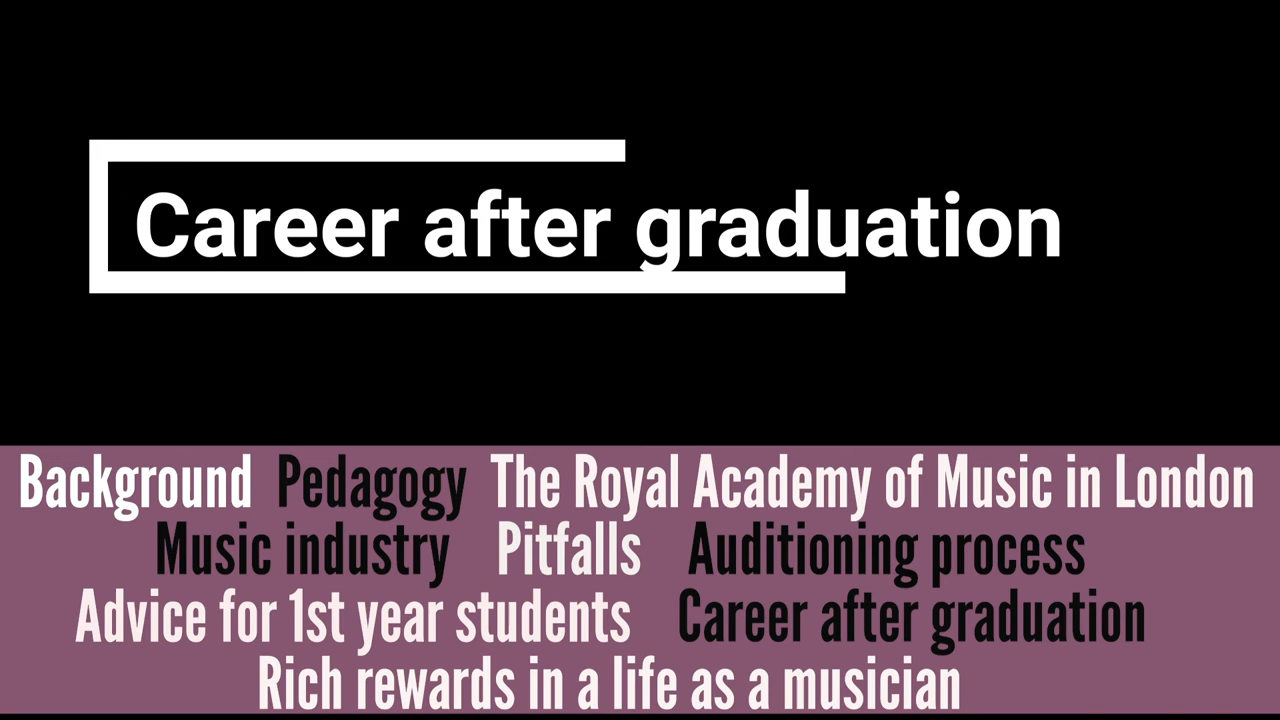 Career after graduation
Background Pedagogy The Royal Academy of Music in London
Music industry Pitfalls Auditioning process
Advice for 1st year students Career after graduation
Rich rewards in a life as a musician